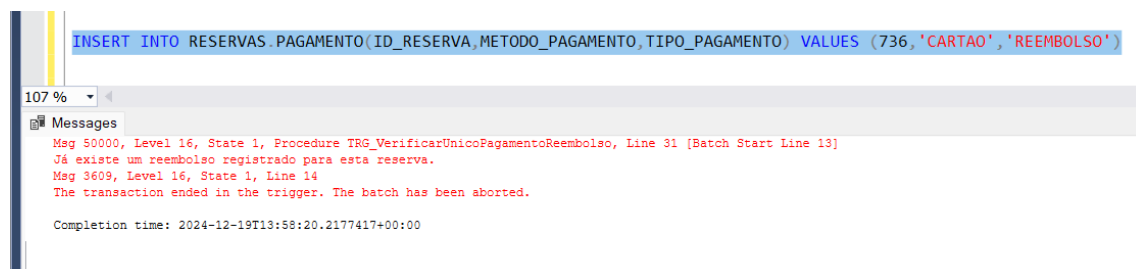 INSERT INTO RESERVAS.PAGAMENTO(ID_RESERVA,METODO_PAGAMENTO,TIPO_PAGAMENTO) VALUES (736,'CARTAO','REEMBOLSO')
107 %
Messages
Msg 50000, Level 16, State 1, Procedure TRG_VerificarUnicoPagamentoReembolso, Line 31 [Batch Start Line 13]
Já existe um reembolso registrado para esta reserva.
Msg 3609, Level 16, State 1, Line 14
The transaction ended in the trigger. The batch has been aborted.
Completion time: 2024-12-19T13:58:20.2177417+00:00